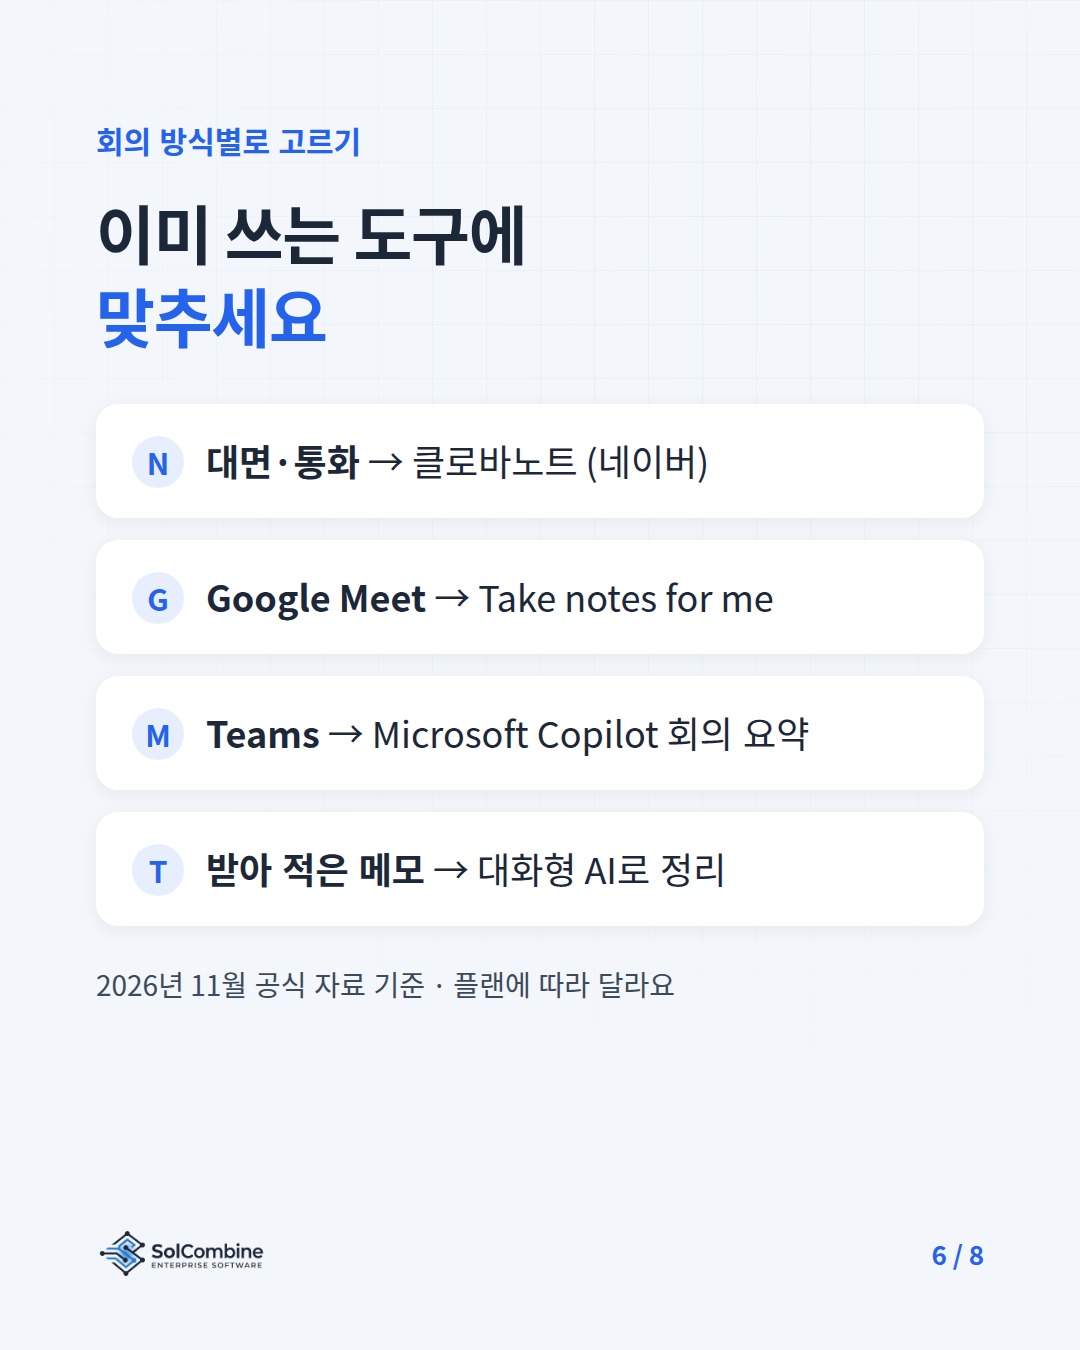 회의 방식별로 고르기
이미 쓰는 도구에
맞추세요
N 대면·통화 → 클로바노트 (네이버)
G Google Meet → Take notes for me
M Teams → Microsoft Copilot 회의 요약
T 받아 적은 메모 → 대화형 AI로 정리
2026년 11월 공식 자료 기준 · 플랜에 따라 달라요
SolCombine
ENTERPRISE SOFTWARE
6 / 8